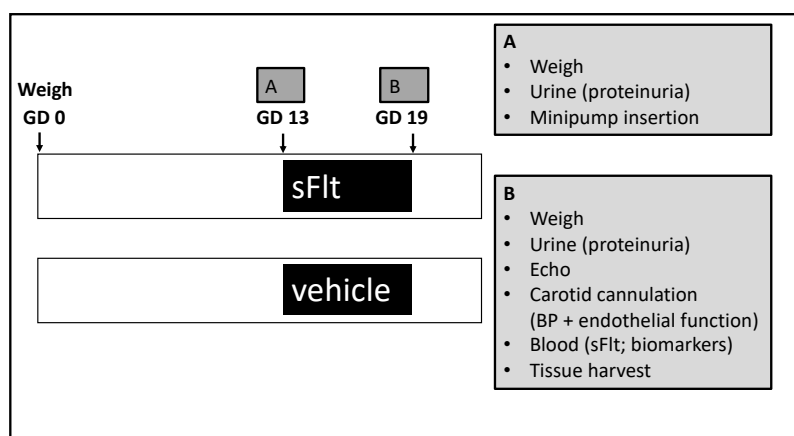 Weigh
GD 0
A
GD 13
B
GD 19
sFlt
vehicle
A
• Weigh
• Urine (proteinuria)
• Minipump insertion
B
• Weigh
• Urine (proteinuria)
• Echo
• Carotid cannulation
(BP + endothelial function)
• Blood (sFlt; biomarkers)
• Tissue harvest